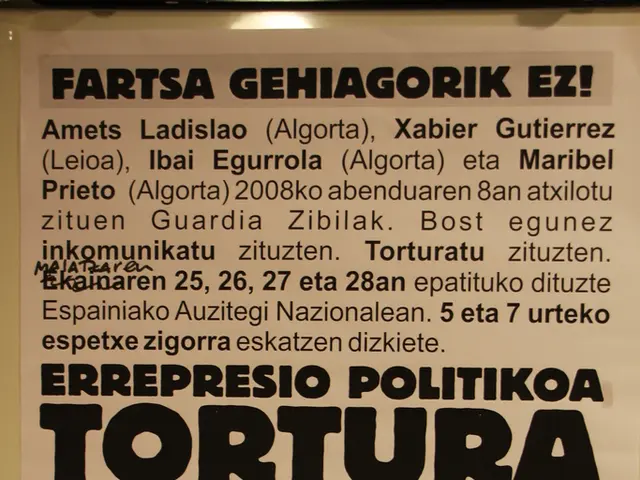 FARTSA GEHIAGORIK EZ!
Amets Ladislao (Algorta), Xabier Gutierrez
(Leioa), Ibai Egurrola (Algorta) eta Maribel
Prieto (Algorta) 2008ko abenduaren 8an atxilotu
zituen Guardia Zibilak. Bost egunez
inkomunikatu zituzten. Torturatu zituzten.
MAIATZAren
Ekainaren 25, 26, 27 eta 28an epatituko dituzte
Espainiako Auzitegi Nazionalean. 5 eta 7 urteko
espetxe zigorra eskatzen dizkiete.
ERREPRESIO POLITIKOA
TORTURA